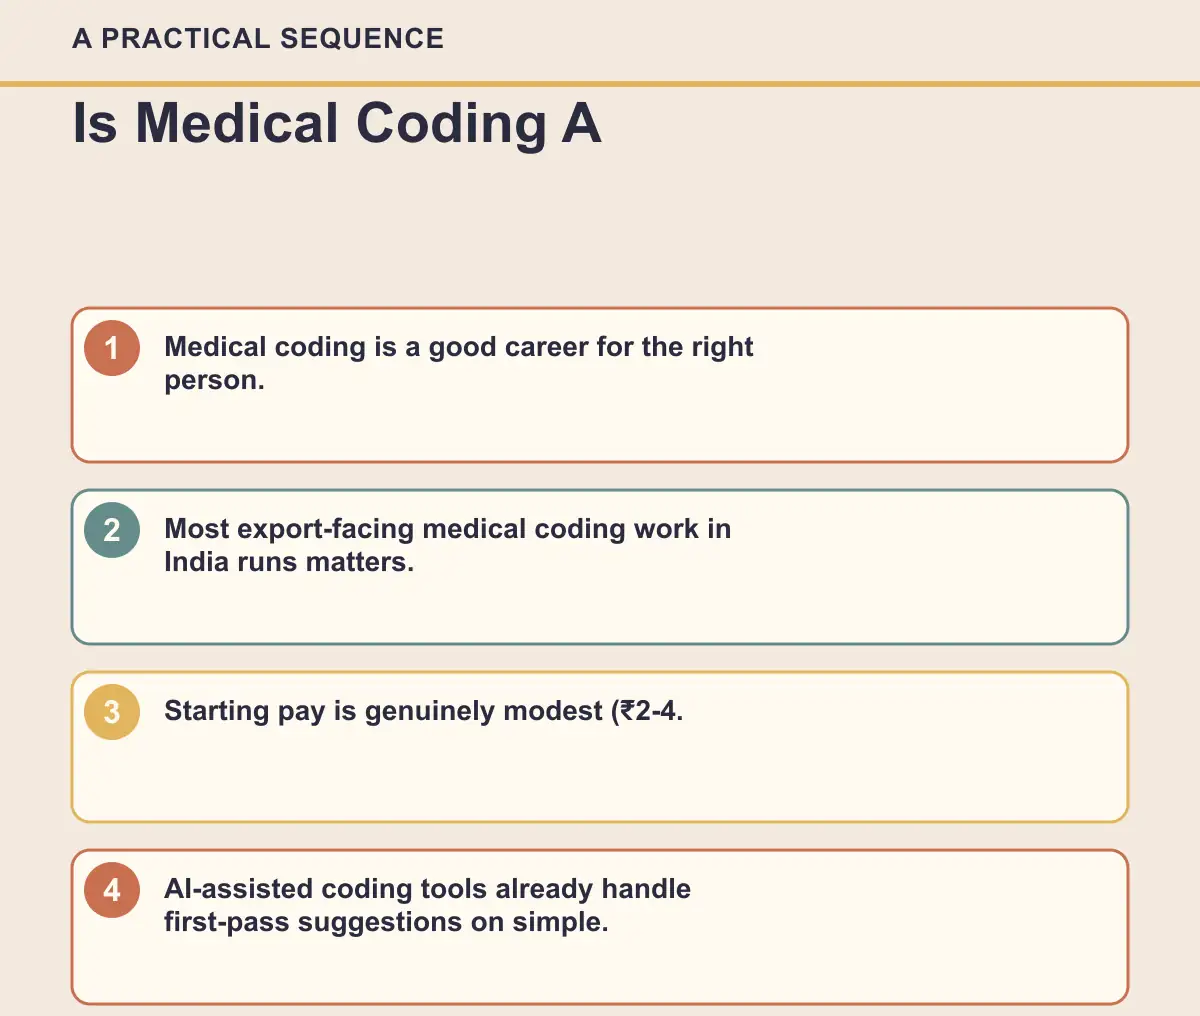 A PRACTICAL SEQUENCE
Is Medical Coding A
1
Medical coding is a good career for the right
person.
2
Most export-facing medical coding work in
India runs matters.
3
Starting pay is genuinely modest (₹2-4.
4
AI-assisted coding tools already handle
first-pass suggestions on simple.